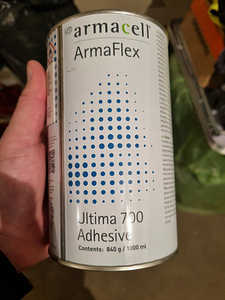 armacell
ArmaFlex
Ultima 700
Adhesive
Contents: 840 g / 1000 ml